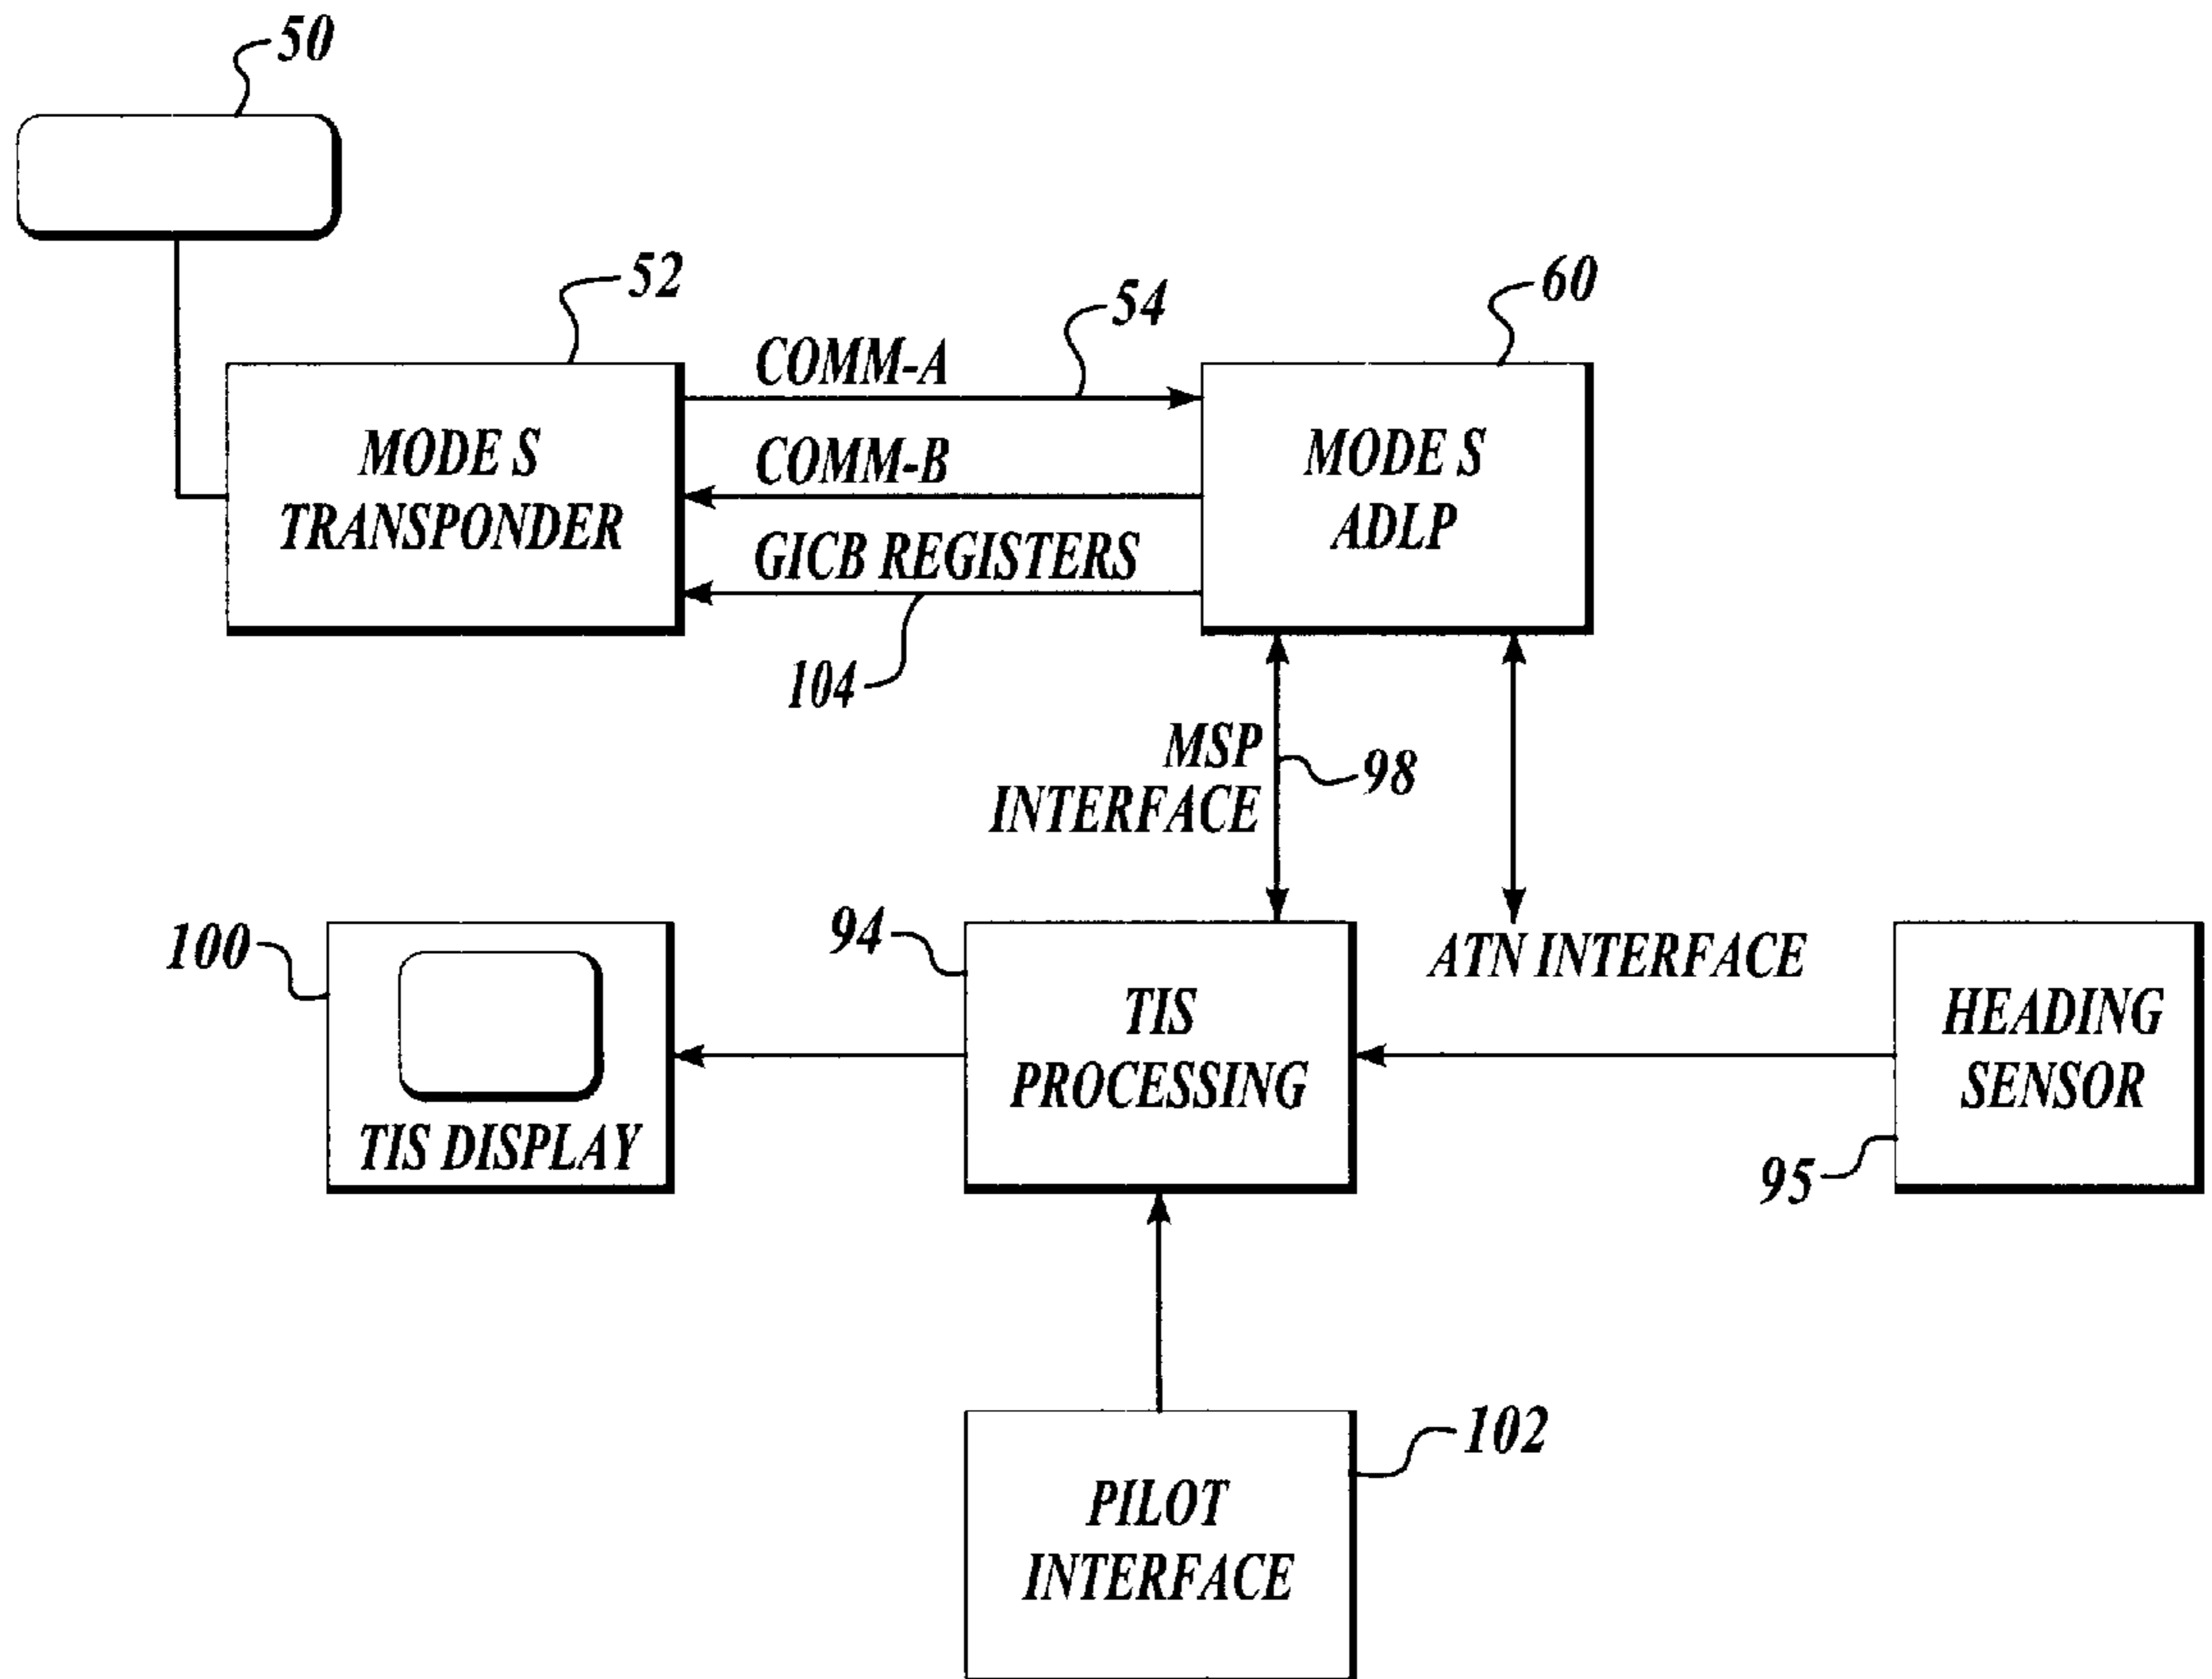 50
52
54
60
COMM-A
MODE S
TRANSPONDER
COMM-B
MODE S
ADLP
GICB REGISTERS
104
MSP
INTERFACE
98
100
94
ATN INTERFACE
TIS
PROCESSING
HEADING
SENSOR
TIS DISPLAY
95
102
PILOT
INTERFACE